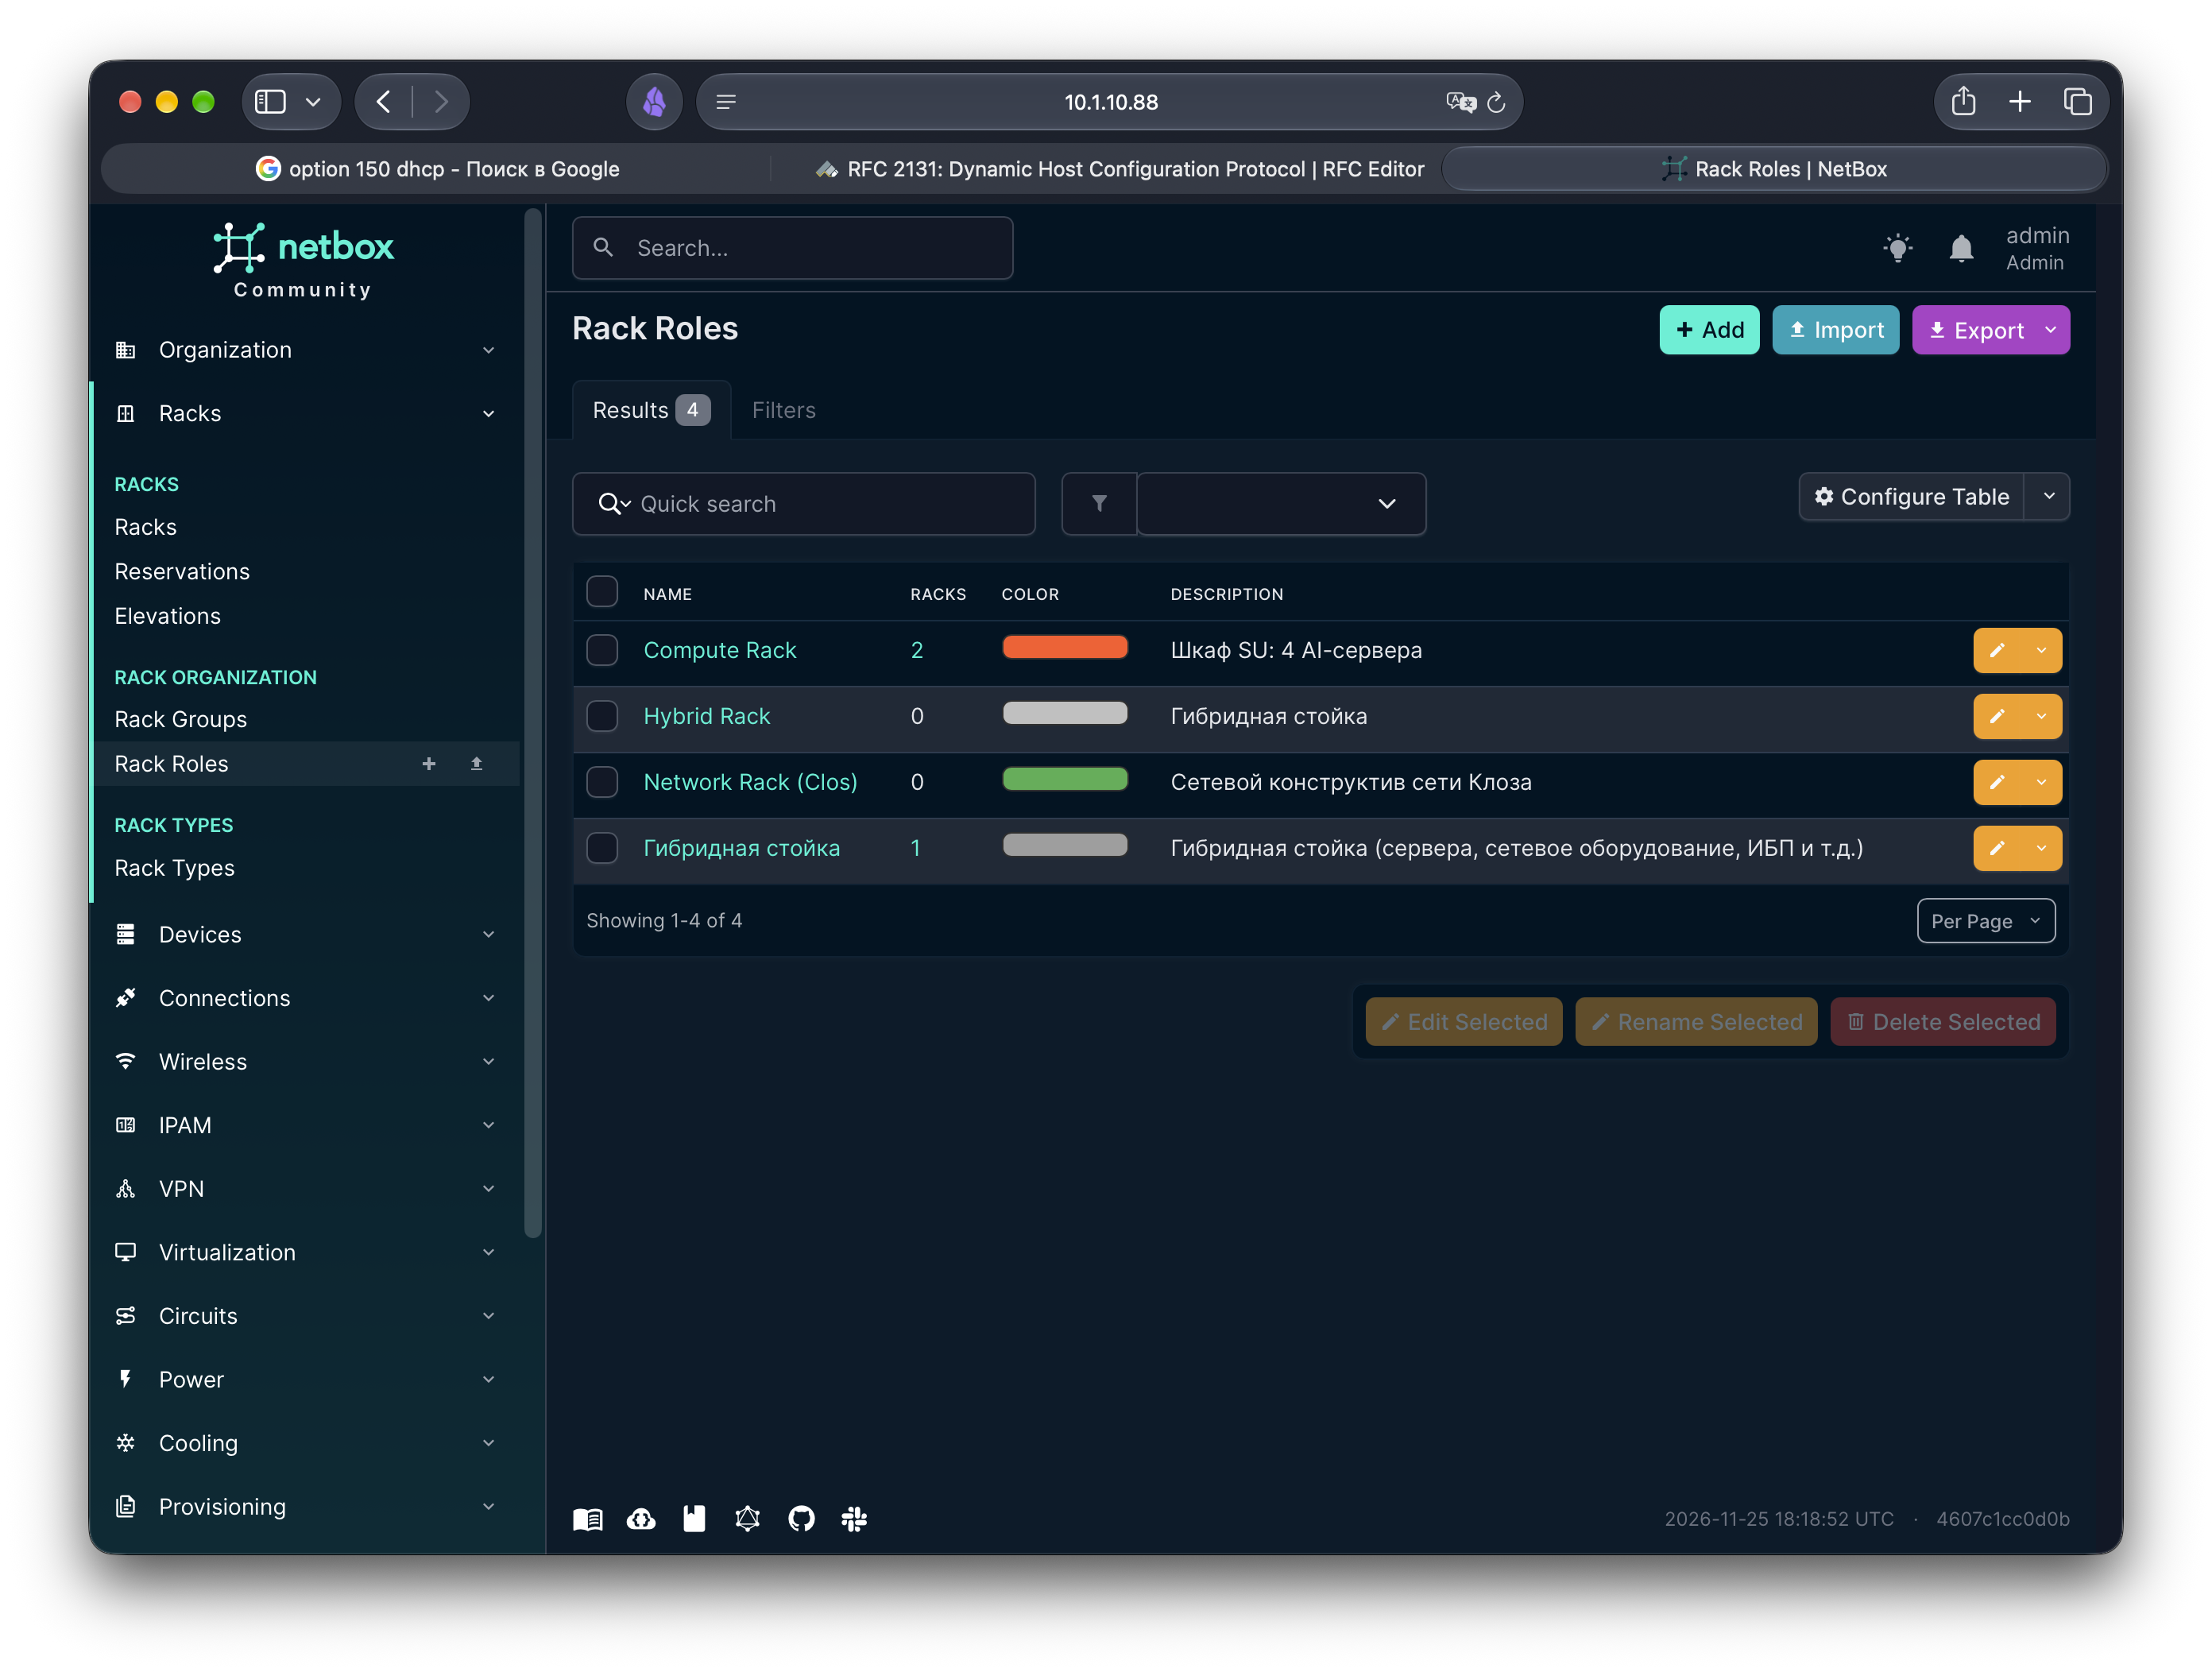 10.1.10.88
option 150 dhcp - Поиск в Google
RFC 2131: Dynamic Host Configuration Protocol | RFC Editor
Rack Roles | NetBox
netbox
Community
Organization
Racks
RACKS
Racks
Reservations
Elevations
RACK ORGANIZATION
Rack Groups
Rack Roles
RACK TYPES
Rack Types
Devices
Connections
Wireless
IPAM
VPN
Virtualization
Circuits
Power
Cooling
Provisioning
Search...
admin
Admin
Rack Roles
Add
Import
Export
Results 4
Filters
Quick search
Configure Table
NAME RACKS COLOR DESCRIPTION
Compute Rack 2 Шкаф SU: 4 AI-сервера
Hybrid Rack 0 Гибридная стойка
Network Rack (Clos) 0 Сетевой конструктив сети Клоза
Гибридная стойка 1 Гибридная стойка (сервера, сетевое оборудование, ИБП и т.д.)
Showing 1-4 of 4
Per Page
Edit Selected
Rename Selected
Delete Selected
2026-11-25 18:18:52 UTC · 4607c1cc0d0b